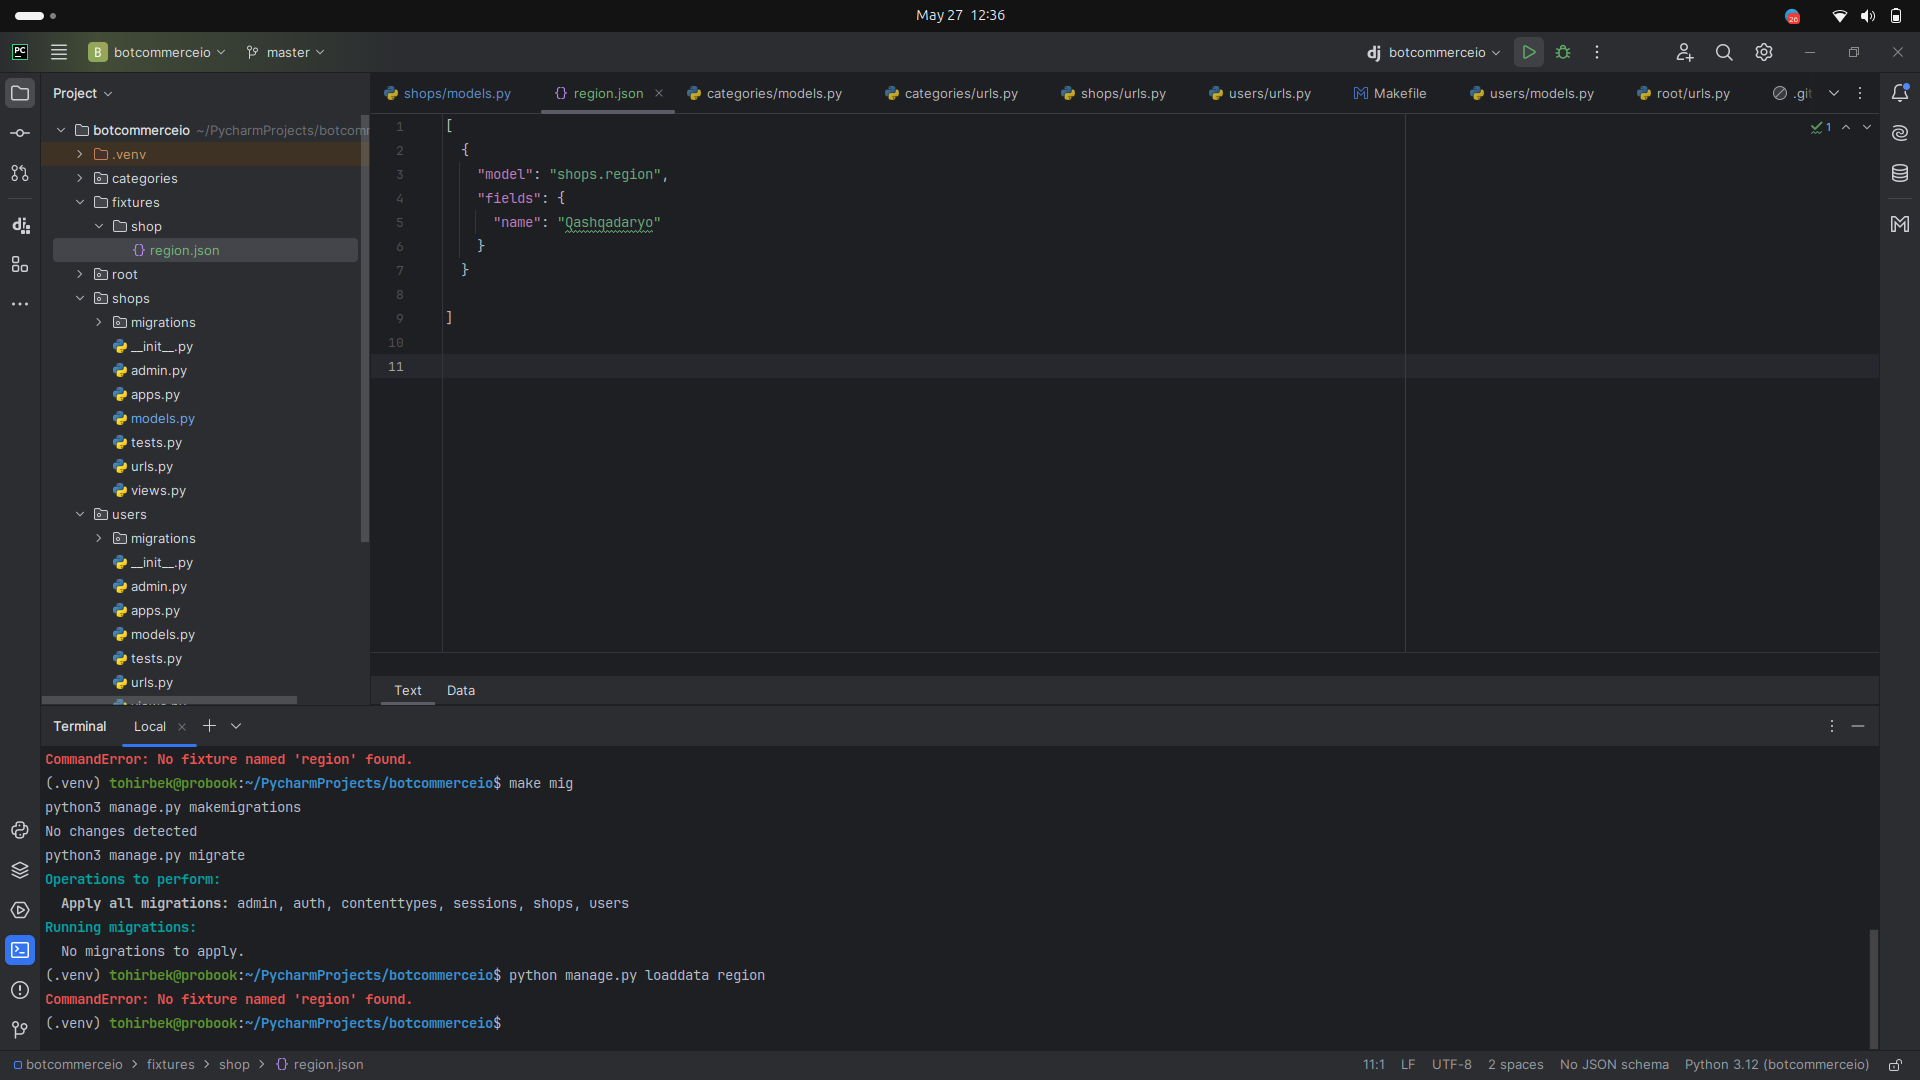 May 27 12:36
26
PC
B botcommerceio
master
dj botcommerceio
Project
shops/models.py
region.json
categories/models.py
categories/urls.py
shops/urls.py
users/urls.py
Makefile
users/models.py
root/urls.py
.git
botcommerceio ~/PycharmProjects/botcomm
.venv
categories
fixtures
shop
region.json
root
shops
migrations
__init__.py
admin.py
apps.py
models.py
tests.py
urls.py
views.py
users
migrations
__init__.py
admin.py
apps.py
models.py
tests.py
urls.py
views.py
1 [
2 {
3 "model": "shops.region",
4 "fields": {
5 "name": "Qashqadaryo"
6 }
7 }
8
9 ]
10
11
1
Text Data
Terminal Local
CommandError: No fixture named 'region' found.
(.venv) tohirbek@probook:~/PycharmProjects/botcommerceio$ make mig
python3 manage.py makemigrations
No changes detected
python3 manage.py migrate
Operations to perform:
Apply all migrations: admin, auth, contenttypes, sessions, shops, users
Running migrations:
No migrations to apply.
(.venv) tohirbek@probook:~/PycharmProjects/botcommerceio$ python manage.py loaddata region
CommandError: No fixture named 'region' found.
(.venv) tohirbek@probook:~/PycharmProjects/botcommerceio$
botcommerceio > fixtures > shop > region.json
11:1 LF UTF-8 2 spaces No JSON schema Python 3.12 (botcommerceio)